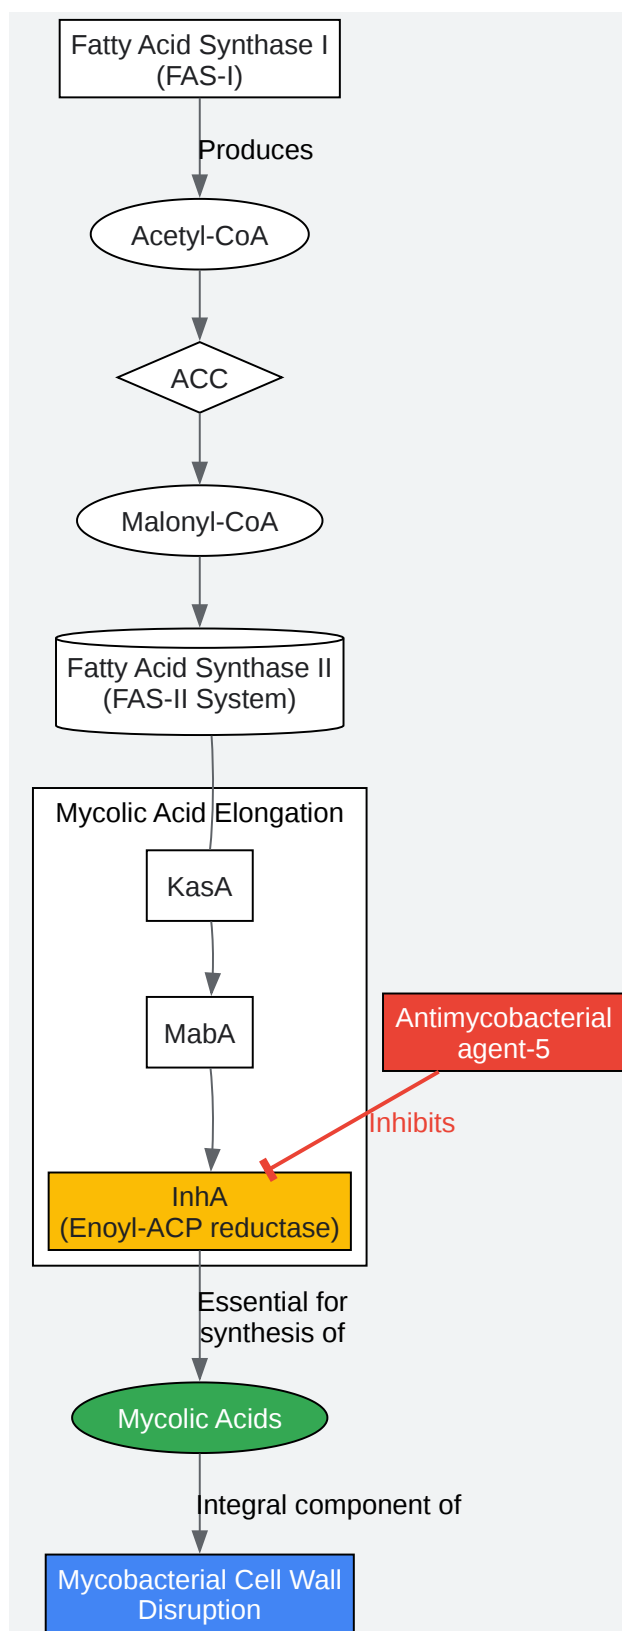 Fatty Acid Synthase I
(FAS-I)
Produces
Acetyl-CoA
ACC
Malonyl-CoA
Fatty Acid Synthase II
(FAS-II System)
Mycolic Acid Elongation
KasA
MabA
Antimycobacterial
agent-5
Inhibits
InhA
(Enoyl-ACP reductase)
Essential for
synthesis of
Mycolic Acids
Integral component of
Mycobacterial Cell Wall
Disruption